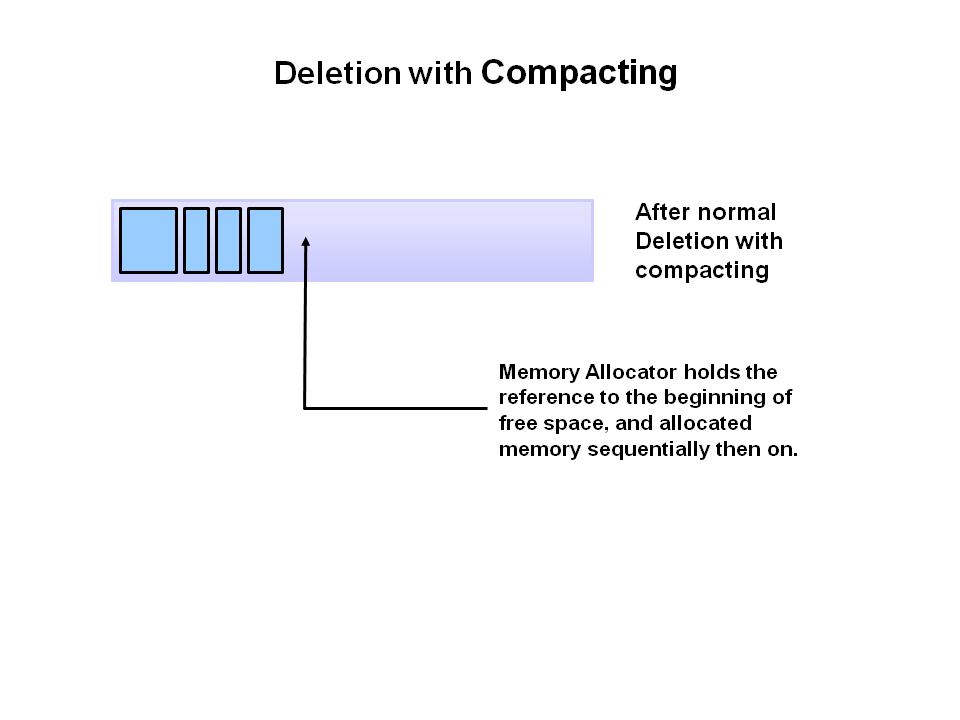 Deletion with Compacting
After normal
Deletion with
compacting
Memory Allocator holds the
reference to the beginning of
free space, and allocated
memory sequentially then on.